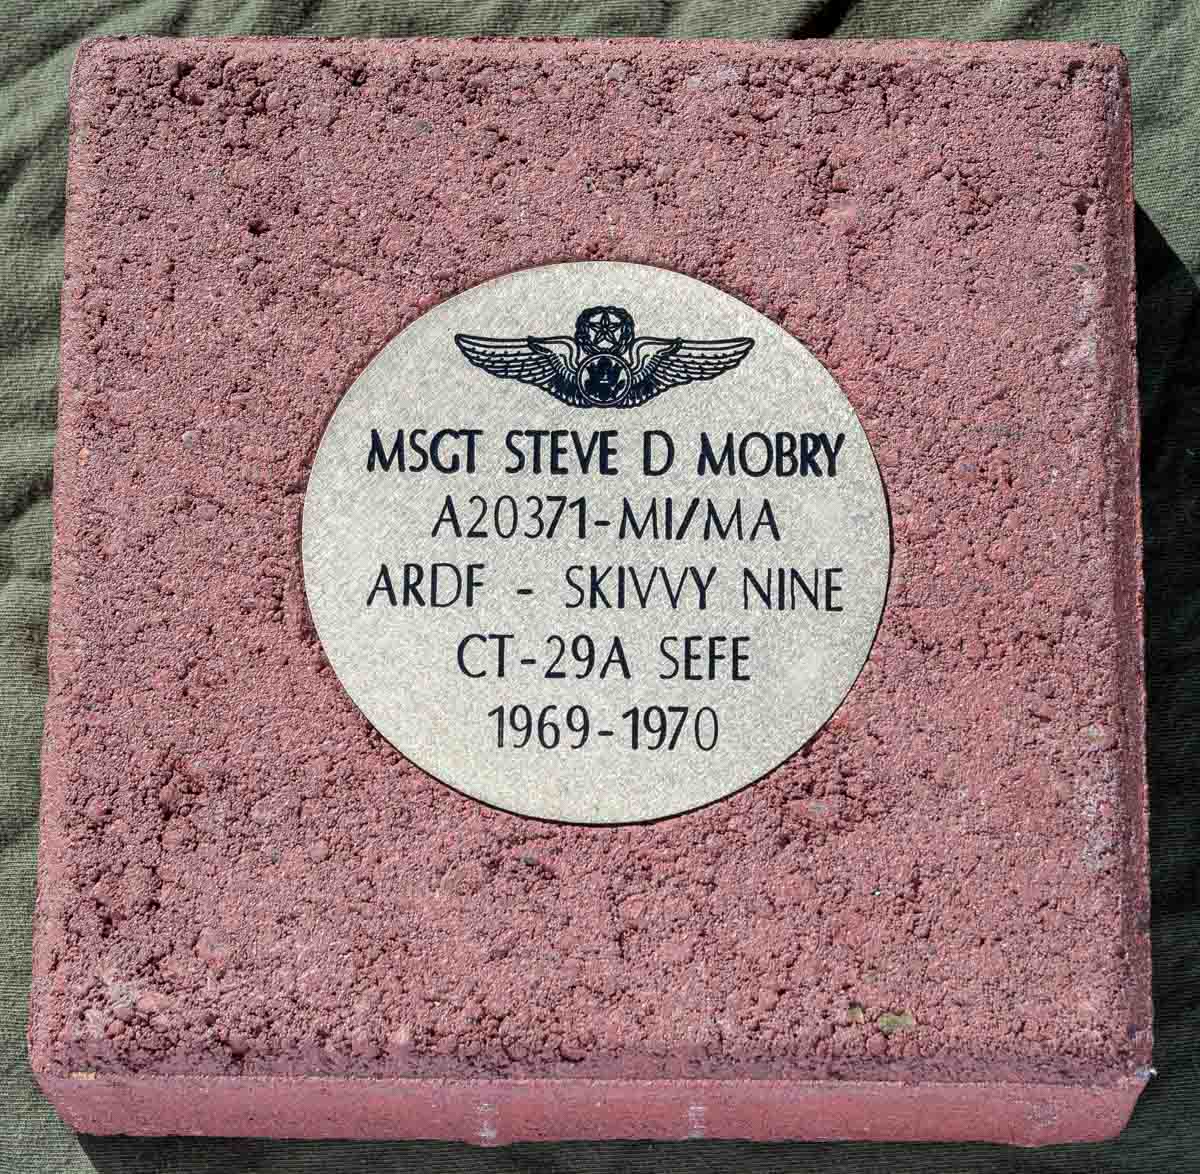 MSGT STEVE D MOBRY
A20371-MI/MA
ARDF - SKIVVY NINE
CT-29A SEFE
1969-1970